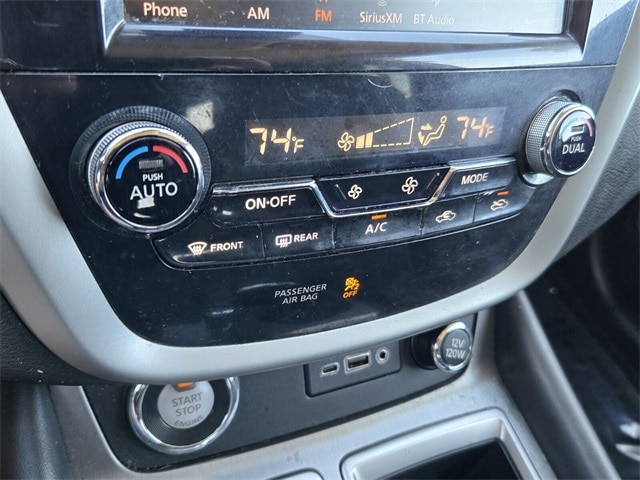 Phone AM FM SiriusXM BT Audio
74°F 74°F
PUSH AUTO
PUSH DUAL
ON·OFF MODE
FRONT REAR A/C
PASSENGER AIR BAG OFF
START STOP ENGINE
12V 120W